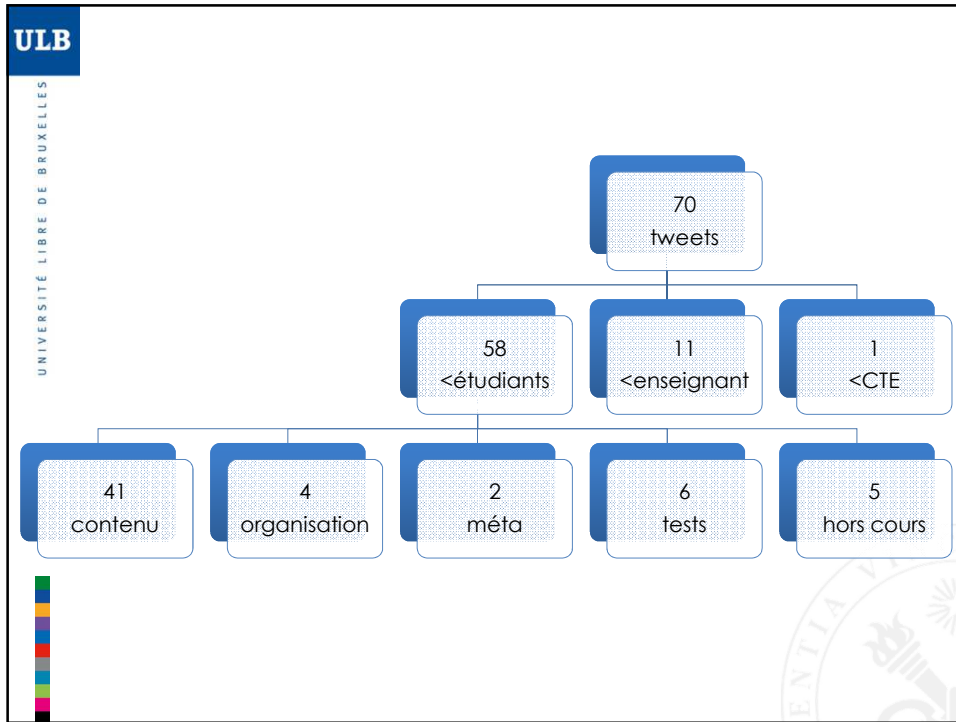 ULB
UNIVERSITÉ LIBRE DE BRUXELLES
70
tweets
58
<étudiants
11
<enseignant
1
<CTE
41
contenu
4
organisation
2
méta
6
tests
5
hors cours